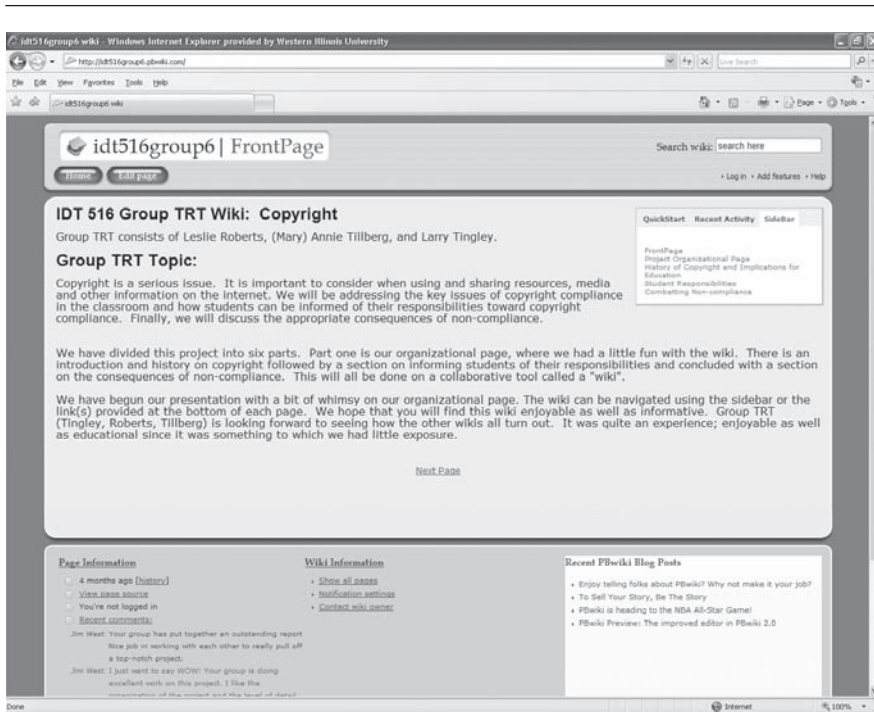 idt516group6 wiki - Windows Internet Explorer provided by Western Illinois University
http://idt516group6.pbwiki.com/
Live Search
File Edit View Favorites Tools Help
idt516group6 wiki
Page Tools
idt516group6 | FrontPage
Search wiki: search here
Home Edit page
Log in Add features Help
IDT 516 Group TRT Wiki: Copyright
Group TRT consists of Leslie Roberts, (Mary) Annie Tillberg, and Larry Tingley.
Group TRT Topic:
Copyright is a serious issue. It is important to consider when using and sharing resources, media
and other information on the internet. We will be addressing the key issues of copyright compliance
in the classroom and how students can be informed of their responsibilities toward copyright
compliance. Finally, we will discuss the appropriate consequences of non-compliance.
QuickStart Recent Activity SideBar
FrontPage
Project Organizational Page
History of Copyright and Implications for
Education
Student Responsibilities
Combatting Non-compliance
We have divided this project into six parts. Part one is our organizational page, where we had a little fun with the wiki. There is an
introduction and history on copyright followed by a section on informing students of their responsibilities and concluded with a section
on the consequences of non-compliance. This will all be done on a collaborative tool called a "wiki".
We have begun our presentation with a bit of whimsy on our organizational page. The wiki can be navigated using the sidebar or the
link(s) provided at the bottom of each page. We hope that you will find this wiki enjoyable as well as informative. Group TRT
(Tingley, Roberts, Tillberg) is looking forward to seeing how the other wikis all turn out. It was quite an experience; enjoyable as well
as educational since it was something to which we had little exposure.
Next Page
Page Information
4 months ago [history]
View page source
You're not logged in
Recent comments:
Jim West: Your group has put together an outstanding report
Nice job in working with each other to really pull off
a top-notch project.
Jim West: I just want to say WOW! Your group is doing
excellent work on this project. I like the
organization of the project and the level of detail
Wiki Information
Show all pages
Notification settings
Contact wiki owner
Recent PBwiki Blog Posts
Enjoy telling folks about PBwiki? Why not make it your job?
To Sell Your Story, Be The Story
PBwiki is heading to the NBA All-Star Game!
PBwiki Preview: The improved editor in PBwiki 2.0
Done
Internet
100%